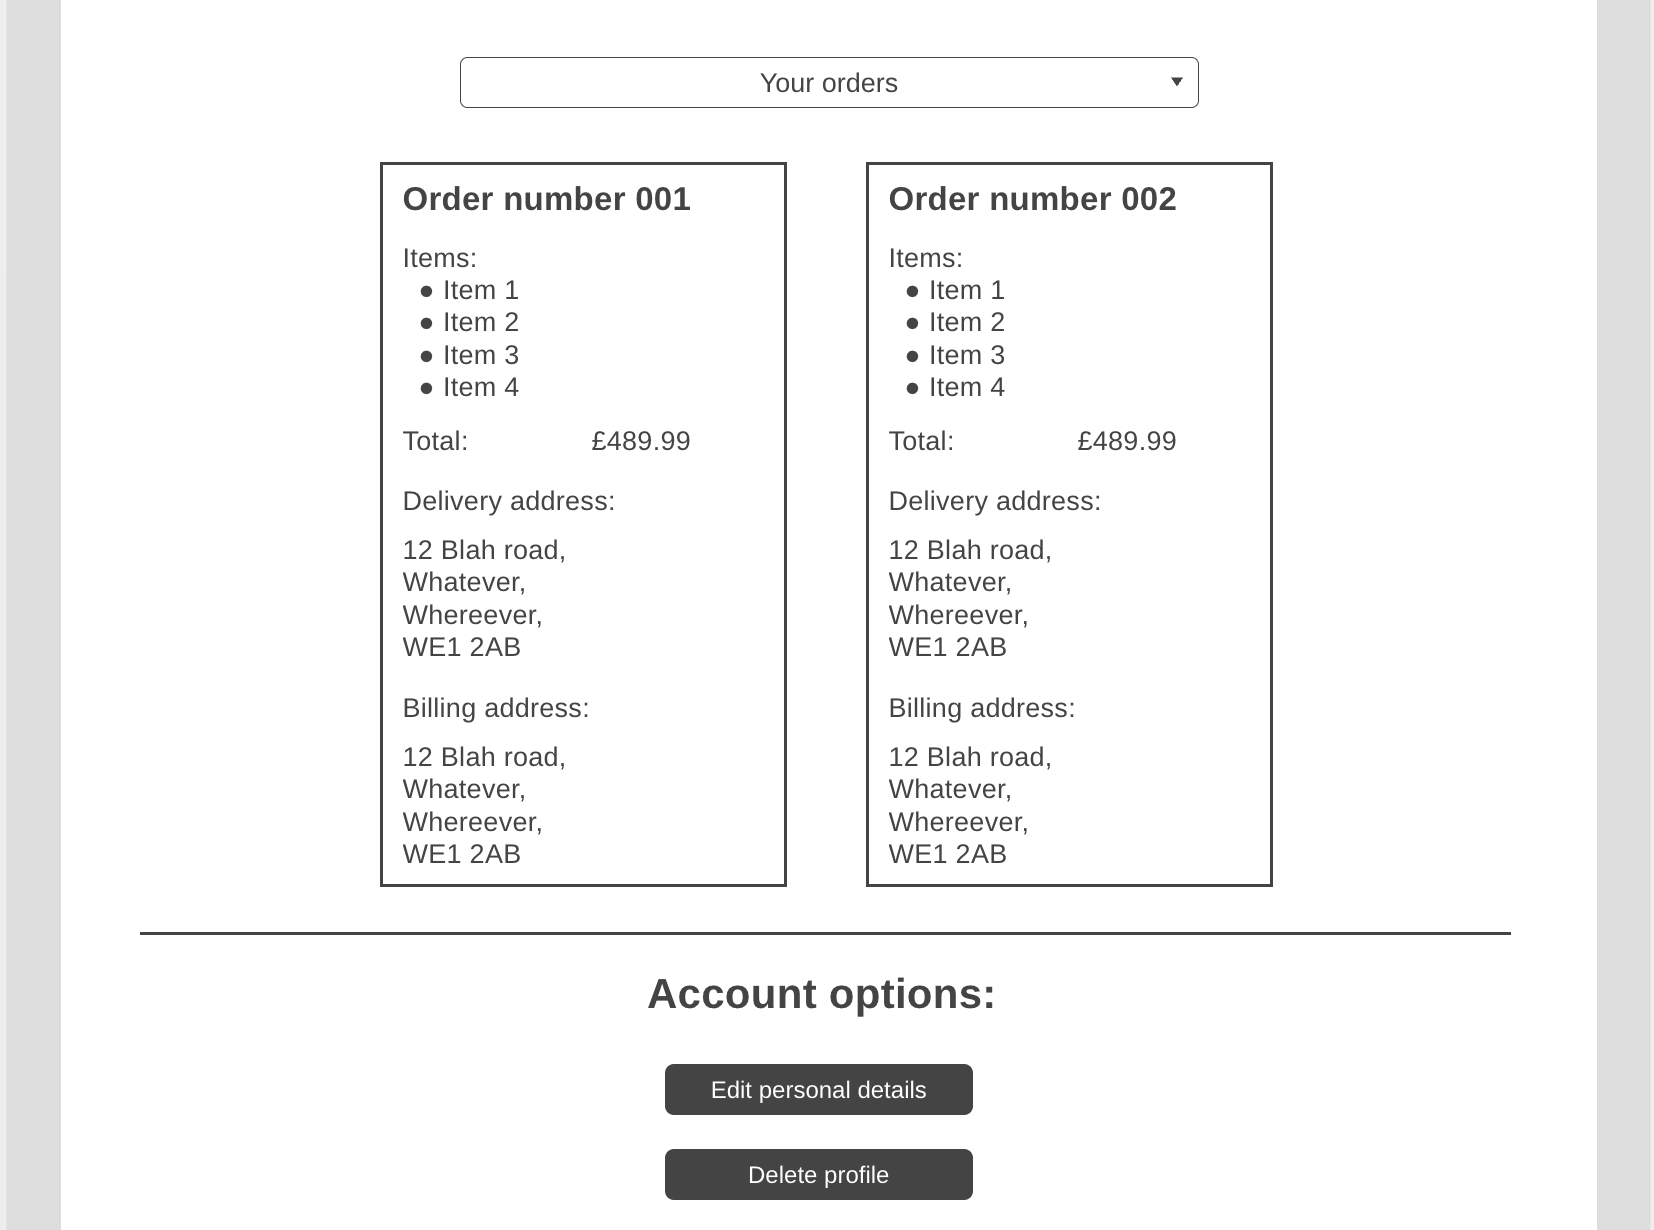 Your orders
Order number 001
Items:
● Item 1
● Item 2
● Item 3
● Item 4
Total: £489.99
Delivery address:
12 Blah road,
Whatever,
Whereever,
WE1 2AB
Billing address:
12 Blah road,
Whatever,
Whereever,
WE1 2AB
Order number 002
Items:
● Item 1
● Item 2
● Item 3
● Item 4
Total: £489.99
Delivery address:
12 Blah road,
Whatever,
Whereever,
WE1 2AB
Billing address:
12 Blah road,
Whatever,
Whereever,
WE1 2AB
Account options:
Edit personal details
Delete profile